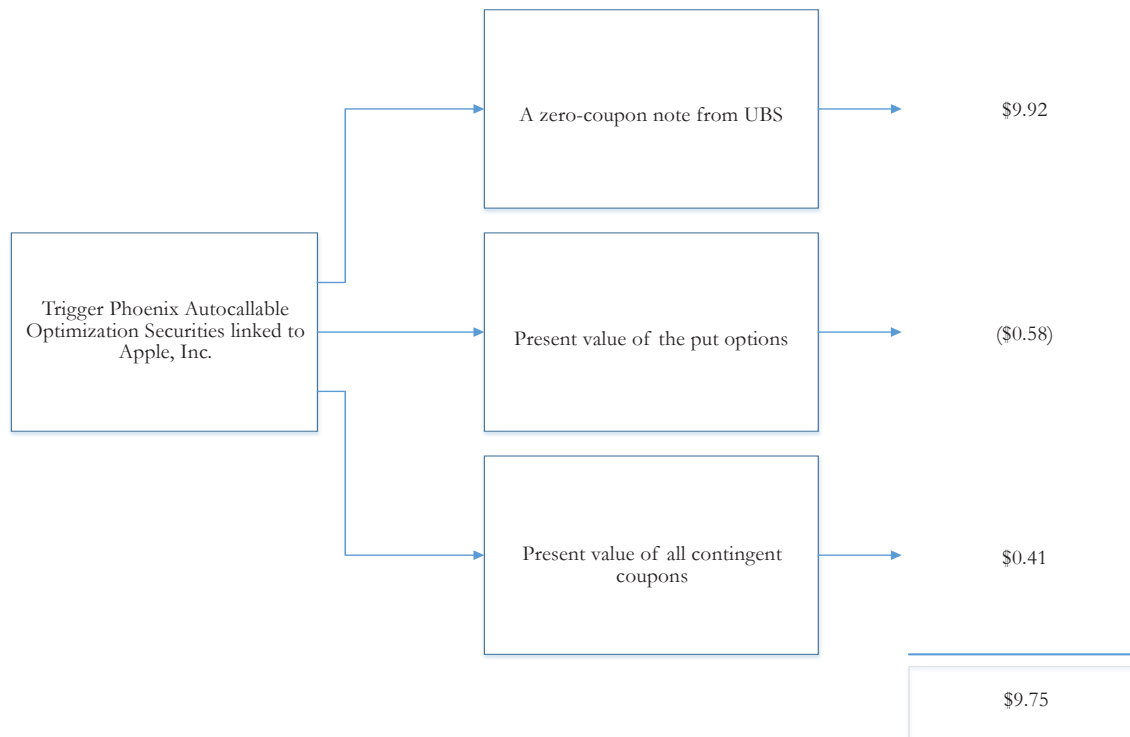 A zero-coupon note from UBS
$9.92
Trigger Phoenix Autocallable
Optimization Securities linked to
Apple, Inc.
Present value of the put options
($0.58)
Present value of all contingent
coupons
$0.41
$9.75